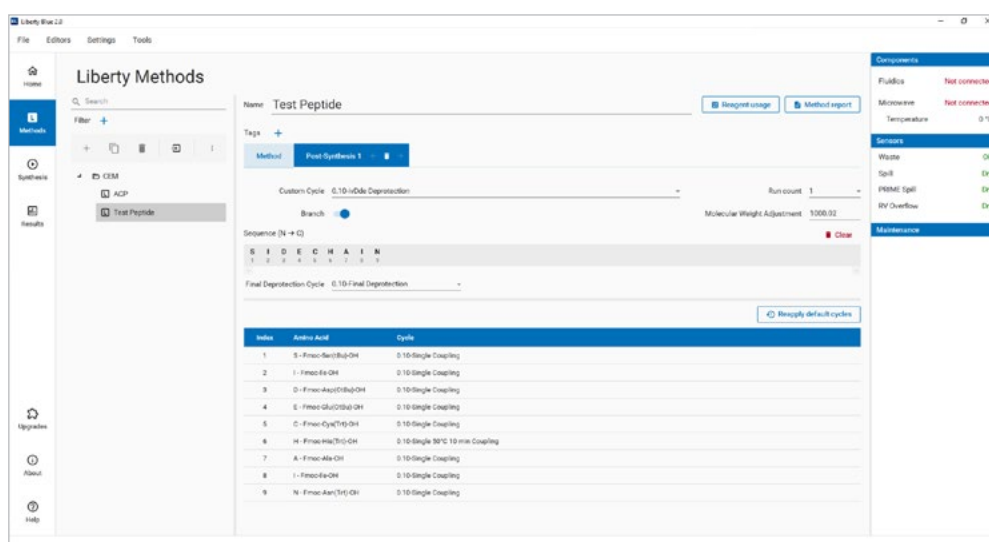 Liberty Blue 2.0
File Editors Settings Tools
Home
Methods
Synthesis
Results
Upgrades
About
Help
Liberty Methods
Search
Filter +
CEM
ACP
Test Peptide
Name Test Peptide
Reagent usage
Method report
Tags +
Method
Post-Synthesis 1
Custom Cycle 0.10-ivDde Deprotection
Run count 1
Branch
Molecular Weight Adjustment 1000.02
Sequence (N → C)
Clear
S I D E C H A I N
1 2 3 4 5 6 7 8 9
Final Deprotection Cycle 0.10-Final Deprotection
Reapply default cycles
Index Amino Acid Cycle
1 S - Fmoc-Ser(tBu)-OH 0.10-Single Coupling
2 I - Fmoc-Ile-OH 0.10-Single Coupling
3 D - Fmoc-Asp(OtBu)-OH 0.10-Single Coupling
4 E - Fmoc-Glu(OtBu)-OH 0.10-Single Coupling
5 C - Fmoc-Cys(Trt)-OH 0.10-Single Coupling
6 H - Fmoc-His(Trt)-OH 0.10-Single 50°C 10 min Coupling
7 A - Fmoc-Ala-OH 0.10-Single Coupling
8 I - Fmoc-Ile-OH 0.10-Single Coupling
9 N - Fmoc-Asn(Trt)-OH 0.10-Single Coupling
Components
Fluidics Not connecte
Microwave Not connecte
Temperature 0 °
Sensors
Waste
Spill
PRIME Spill
RV Overflow
Maintenance